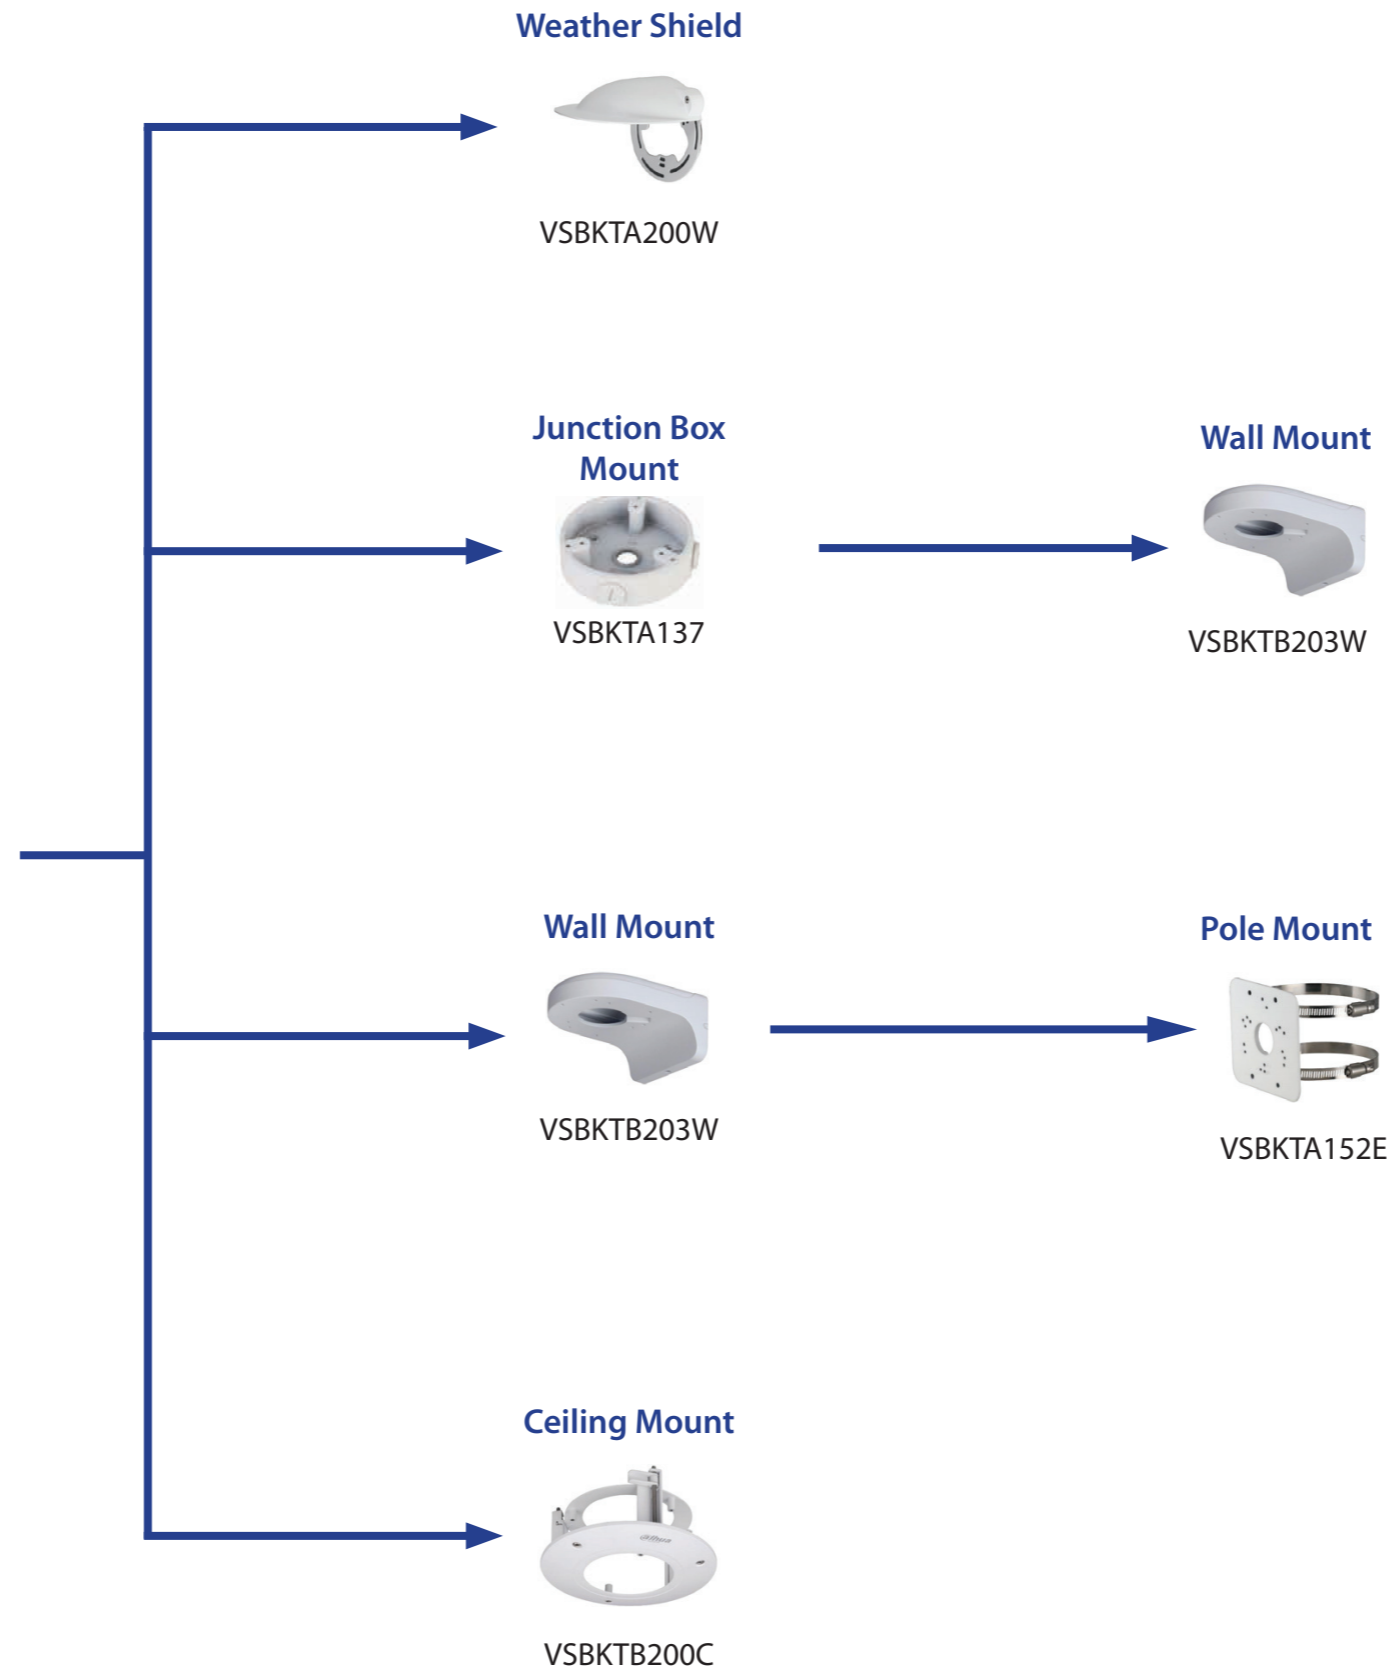 Weather Shield
VSBKTA200W
Junction Box
Mount
VSBKTA137
Wall Mount
VSBKTB203W
Wall Mount
VSBKTB203W
Pole Mount
VSBKTA152E
Ceiling Mount
alhua
VSBKTB200C